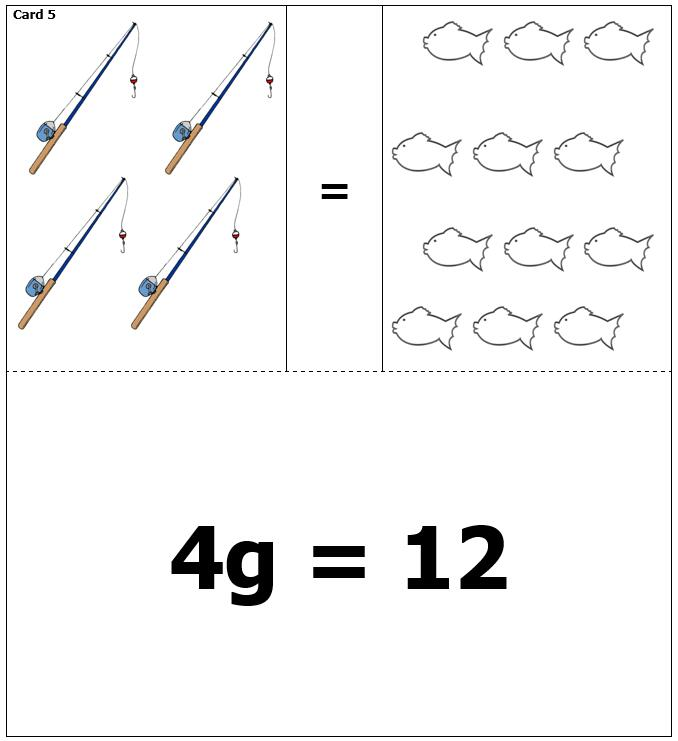 Card 5
=
4g = 12